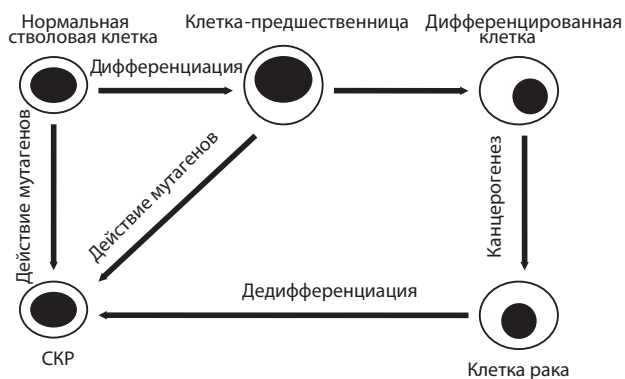 Нормальная
стволовая клетка
Клетка-предшественница
Дифференцированная
клетка
Дифференциация
Действие мутагенов
Действие мутагенов
Канцерогенез
Дедифференциация
СКР
Клетка рака